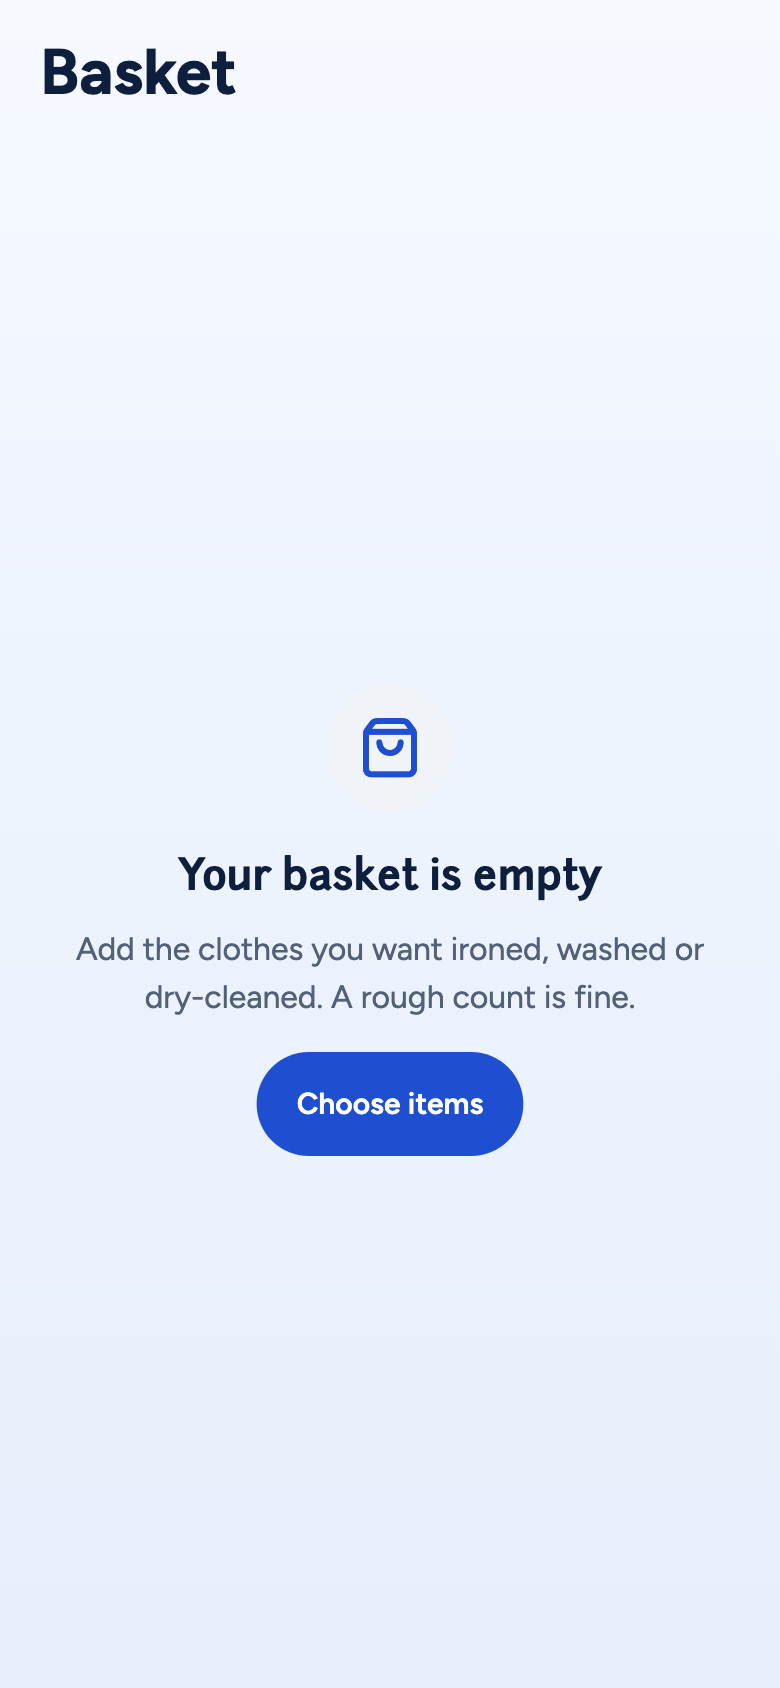 Basket
Your basket is empty
Add the clothes you want ironed, washed or
dry-cleaned. A rough count is fine.
Choose items